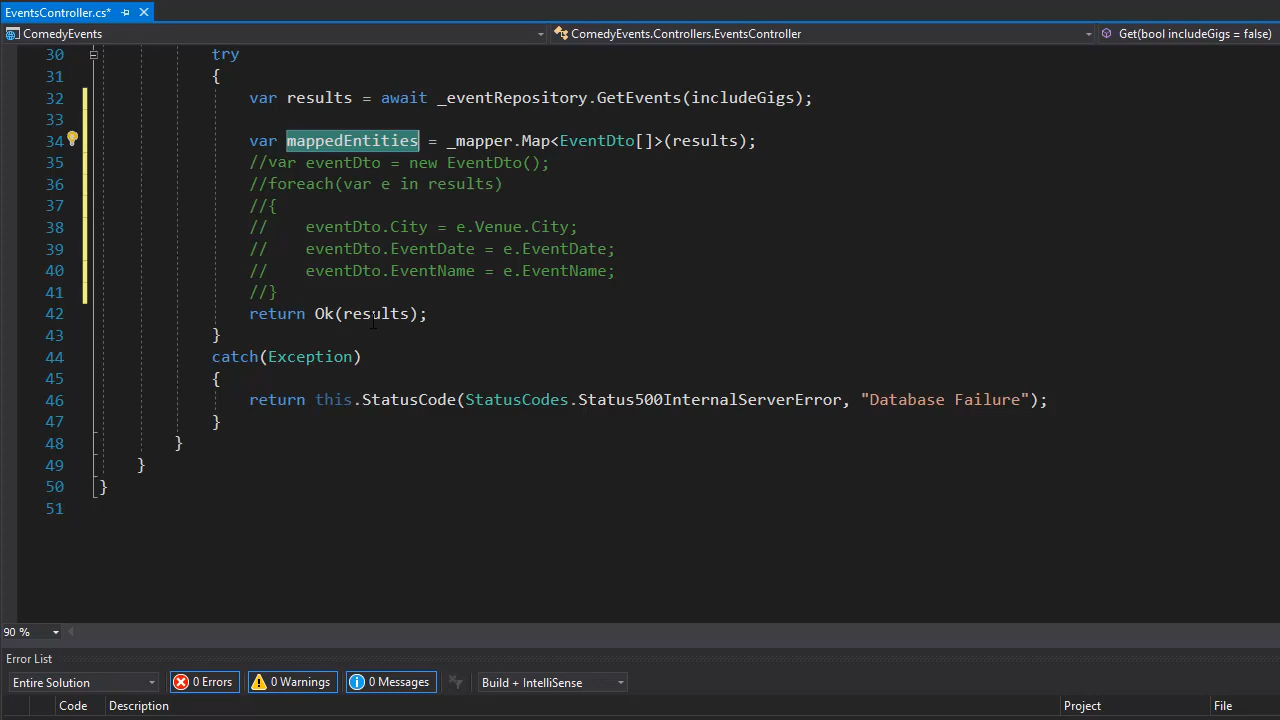 EventsController.cs*
ComedyEvents ComedyEvents.Controllers.EventsController Get(bool includeGigs = false)
30 try
31 {
32 var results = await _eventRepository.GetEvents(includeGigs);
33
34 var mappedEntities = _mapper.Map<EventDto[]>(results);
35 //var eventDto = new EventDto();
36 //foreach(var e in results)
37 //{
38 // eventDto.City = e.Venue.City;
39 // eventDto.EventDate = e.EventDate;
40 // eventDto.EventName = e.EventName;
41 //}
42 return Ok(results);
43 }
44 catch(Exception)
45 {
46 return this.StatusCode(StatusCodes.Status500InternalServerError, "Database Failure");
47 }
48 }
49 }
50 }
51
90 %
Error List
Entire Solution 0 Errors 0 Warnings 0 Messages Build + IntelliSense
Code Description Project File